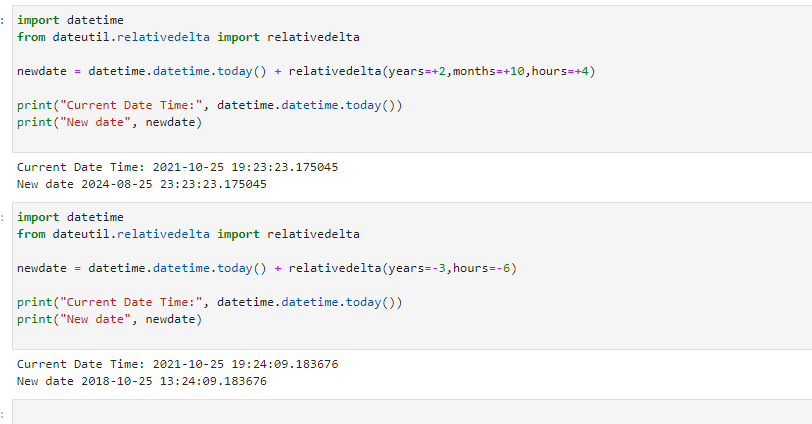 import datetime
from dateutil.relativedelta import relativedelta
newdate = datetime.datetime.today() + relativedelta(years=+2,months=+10,hours=+4)
print("Current Date Time:", datetime.datetime.today())
print("New date", newdate)
Current Date Time: 2021-10-25 19:23:23.175045
New date 2024-08-25 23:23:23.175045
import datetime
from dateutil.relativedelta import relativedelta
newdate = datetime.datetime.today() + relativedelta(years=-3,hours=-6)
print("Current Date Time:", datetime.datetime.today())
print("New date", newdate)
Current Date Time: 2021-10-25 19:24:09.183676
New date 2018-10-25 13:24:09.183676